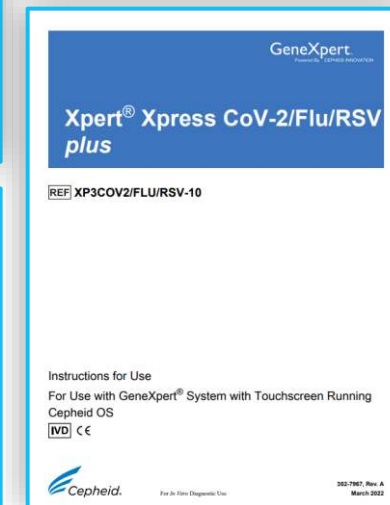 GeneXpert
Powered By CEPHEID INNOVATION
Xpert® Xpress CoV-2/Flu/RSV
plus
REF XP3COV2/FLU/RSV-10
Instructions for Use
For Use with GeneXpert® System with Touchscreen Running
Cepheid OS
IVD CE
Cepheid.
For In Vitro Diagnostic Use
302-7967, Rev. A
March 2022